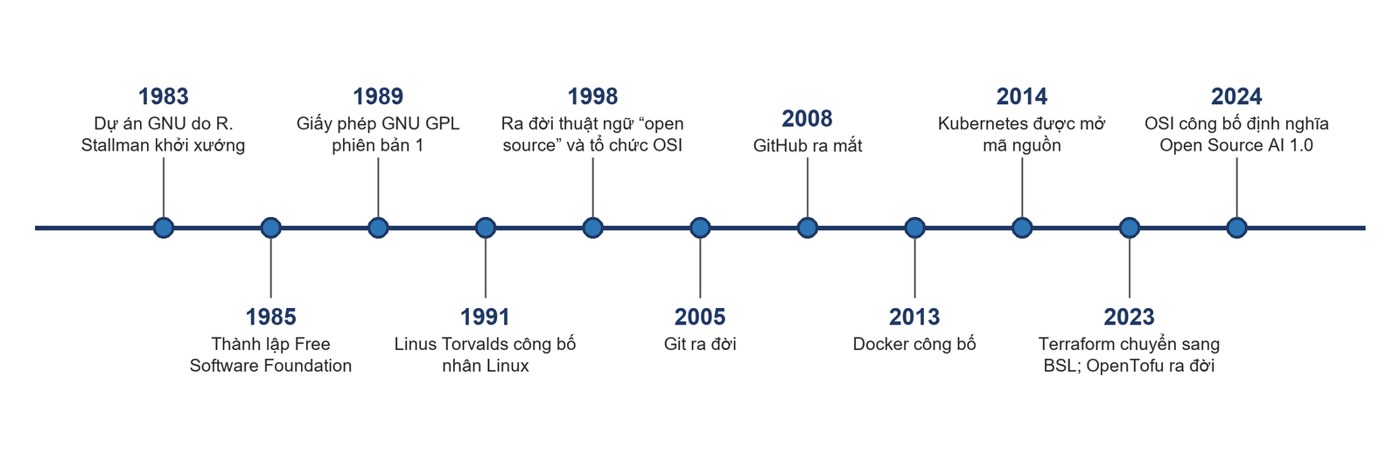 1983
Dự án GNU do R.
Stallman khởi xướng
1985
Thành lập Free
Software Foundation
1989
Giấy phép GNU GPL
phiên bản 1
1991
Linus Torvalds công bố
nhân Linux
1998
Ra đời thuật ngữ “open
source” và tổ chức OSI
2005
Git ra đời
2008
GitHub ra mắt
2013
Docker công bố
2014
Kubernetes được mở
mã nguồn
2023
Terraform chuyển sang
BSL; OpenTofu ra đời
2024
OSI công bố định nghĩa
Open Source AI 1.0